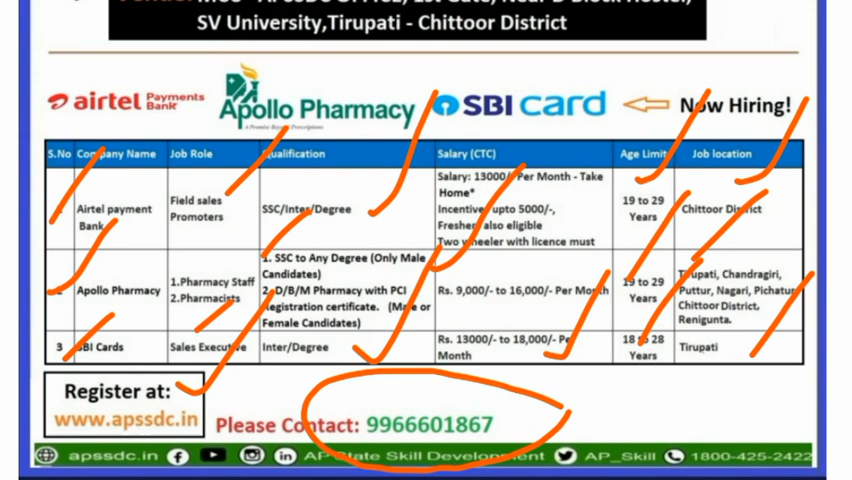 SV University,Tirupati - Chittoor District
airtel Payments Bank
Apollo Pharmacy
SBI card
Now Hiring!
S.No Company Name Job Role Qualification Salary (CTC) Age Limit Job location
Airtel payment Bank
Field sales Promoters
SSC/Inter/Degree
Salary: 13000/- Per Month - Take
Home*
Incentive upto 5000/-,
Fresher also eligible
Two wheeler with licence must
19 to 29
Years
Chittoor District
2 Apollo Pharmacy
1.Pharmacy Staff
2.Pharmacists
1. SSC to Any Degree (Only Male
Candidates)
2. D/B/M Pharmacy with PCI
Registration certificate. (Male or
Female Candidates)
Rs. 9,000/- to 16,000/- Per Month
19 to 29
Years
Tirupati, Chandragiri,
Puttur, Nagari, Pichatur,
Chittoor District,
Renigunta.
3 SBI Cards
Sales Executive
Inter/Degree
Rs. 13000/- to 18,000/- Per
Month
18 to 28
Years
Tirupati
Register at:
www.apssdc.in
Please Contact: 9966601867
apssdc.in AP State Skill Development AP_Skill 1800-425-2422